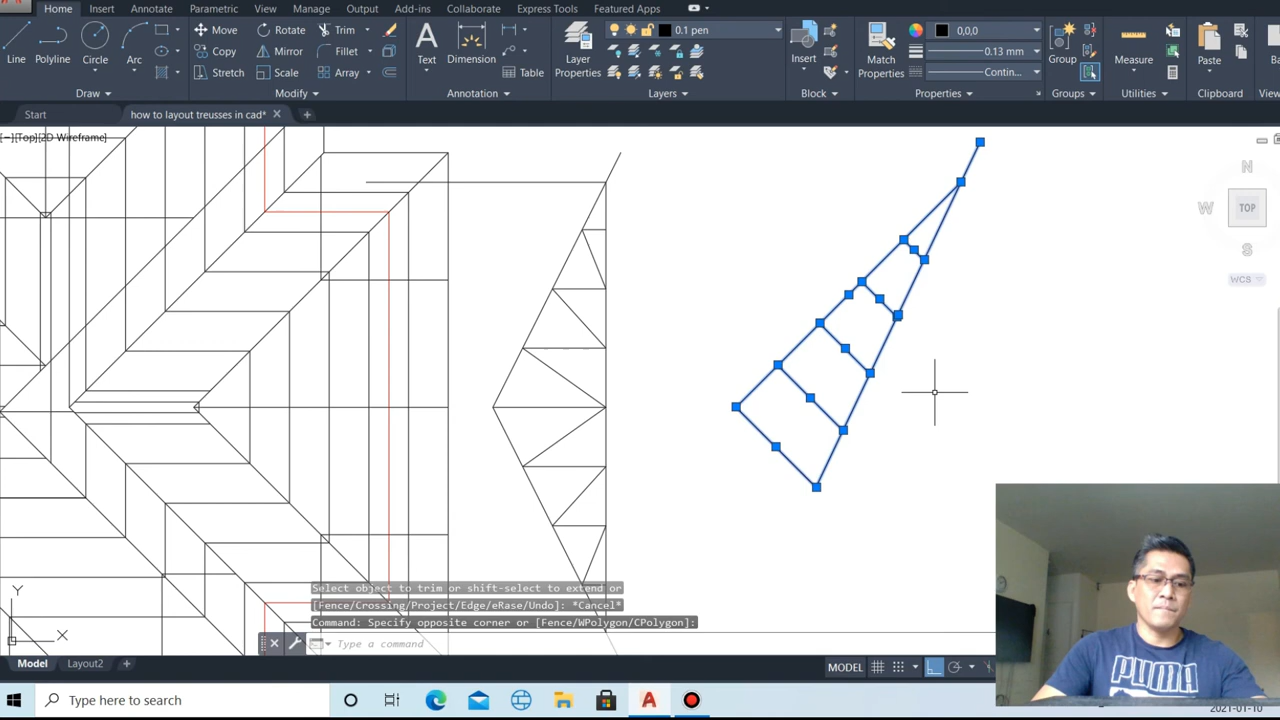 Home Insert Annotate Parametric View Manage Output Add-ins Collaborate Express Tools Featured Apps
Line Polyline Circle Arc
Move Rotate Trim
Copy Mirror Fillet
Stretch Scale Array
Text Dimension Table
Layer Properties
0.1 pen
Insert
Match Properties
0,0,0
0.13 mm
Contin...
Group
Measure
Paste
Draw Modify Annotation Layers Block Properties Groups Utilities Clipboard
Start how to layout treusses in cad*
[−][Top][2D Wireframe]
N
W TOP
S
WCS
Select object to trim or shift-select to extend or
[Fence/Crossing/Project/Edge/eRase/Undo]: *Cancel*
Command: Specify opposite corner or [Fence/WPolygon/CPolygon]:
Y
X
Type a command
Model Layout2
MODEL
PUMA
Type here to search
2021-01-10